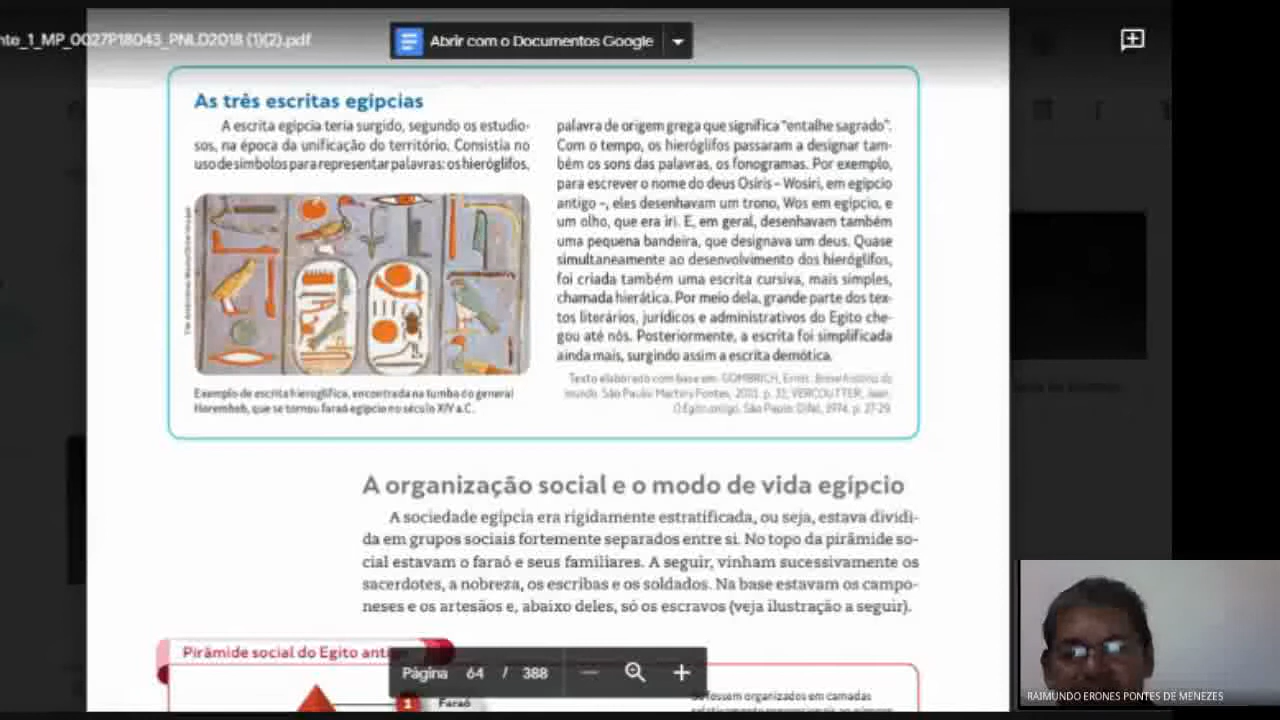 nte_1_MP_0027P18043_PNLD2018 (1)(2).pdf
Abrir com o Documentos Google
As três escritas egípcias
A escrita egípcia teria surgido, segundo os estudio-
sos, na época da unificação do território. Consistia no
uso de símbolos para representar palavras: os hieróglifos,
Exemplo de escrita hieroglífica, encontrada na tumba do general
Horemheb, que se tornou faraó egípcio no século XIV a.C.
palavra de origem grega que significa "entalhe sagrado".
Com o tempo, os hieróglifos passaram a designar tam-
bém os sons das palavras, os fonogramas. Por exemplo,
para escrever o nome do deus Osíris – Wosiri, em egípcio
antigo –, eles desenhavam um trono, Wos em egípcio, e
um olho, que era iri. E, em geral, desenhavam também
uma pequena bandeira, que designava um deus. Quase
simultaneamente ao desenvolvimento dos hieróglifos,
foi criada também uma escrita cursiva, mais simples,
chamada hierática. Por meio dela, grande parte dos tex-
tos literários, jurídicos e administrativos do Egito che-
gou até nós. Posteriormente, a escrita foi simplificada
ainda mais, surgindo assim a escrita demótica.
Texto elaborado com base em: GOMBRICH, Ernst. Breve história do
mundo. São Paulo: Martins Fontes, 2001. p. 31; VERCOUTTER, Jean.
O Egito antigo. São Paulo: Difel, 1974. p. 27-29.
A organização social e o modo de vida egípcio
A sociedade egípcia era rigidamente estratificada, ou seja, estava dividi-
da em grupos sociais fortemente separados entre si. No topo da pirâmide so-
cial estavam o faraó e seus familiares. A seguir, vinham sucessivamente os
sacerdotes, a nobreza, os escribas e os soldados. Na base estavam os campo-
neses e os artesãos e, abaixo deles, só os escravos (veja ilustração a seguir).
Pirâmide social do Egito anti
Página 64 / 388
1 Faraó
fossem organizados em camadas
RAIMUNDO ERONES PONTES DE MENEZES